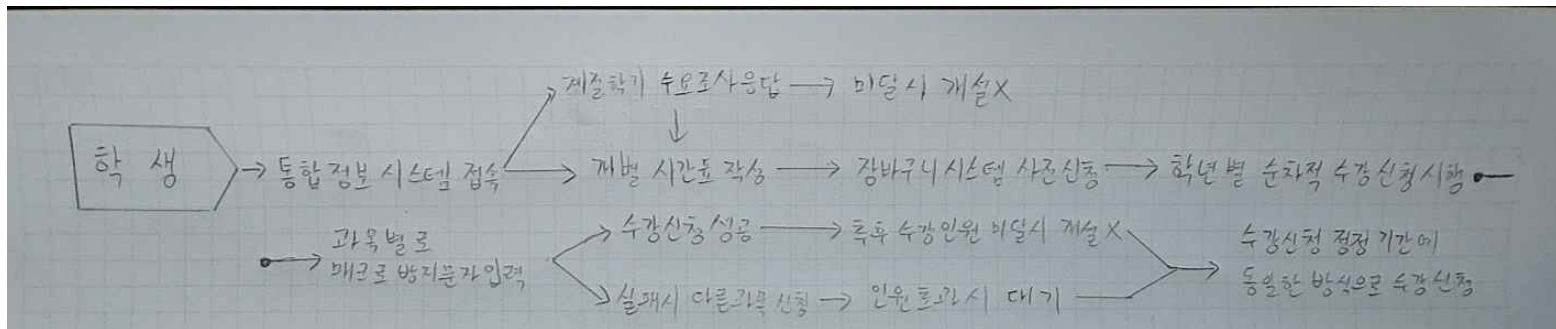 계절학기 수요조사응답 → 미달시 개설X
↓
학 생 → 통합정보시스템 접속 → 개별 시간표 작성 → 장바구니시스템 사전신청 → 학년별 순차적 수강신청시행
과목별로
매크로 방지문자입력
수강신청성공 → 추후 수강인원 미달시 개설X
실패시 다른과목신청 → 인원초과시 대기
수강신청 정정기간에
동일한 방식으로 수강신청